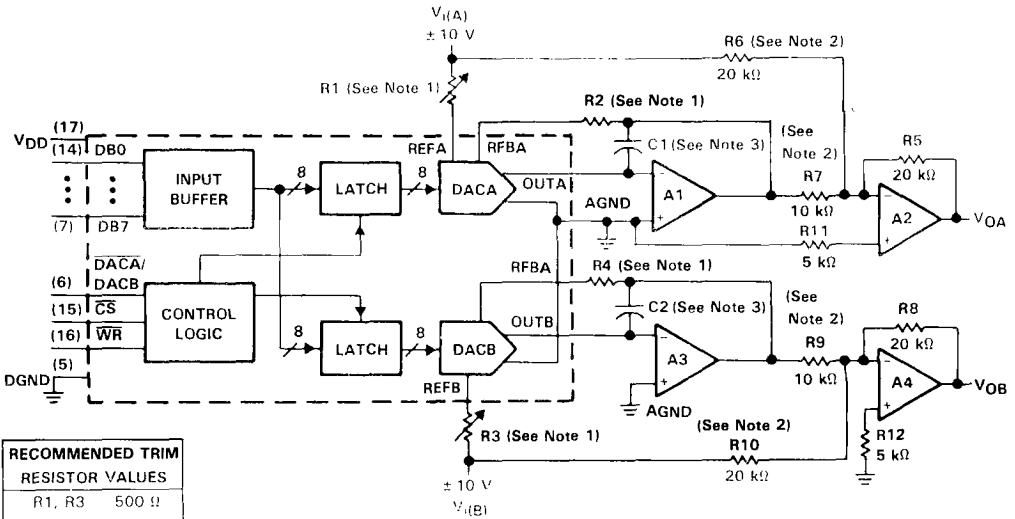 VI(A)
± 10 V
R6 (See Note 2)
20 kΩ
R1 (See Note 1)
R2 (See Note 1)
VDD
(17)
(14)
DB0
INPUT
BUFFER
8
LATCH
8
REFA
RFBA
DACA
OUTA
C1 (See Note 3)
A1
(See
Note 2)
R7
10 kΩ
R5
20 kΩ
A2
VOA
AGND
R11
5 kΩ
(7)
DB7
DACA/
DACB
(6)
(15)
CS
(16)
WR
(5)
DGND
CONTROL
LOGIC
8
LATCH
8
RFBA
DACB
OUTB
REFB
R4 (See Note 1)
C2 (See Note 3)
A3
AGND
(See
Note 2)
R9
10 kΩ
R8
20 kΩ
A4
VOB
R12
5 kΩ
R3 (See Note 1)
(See Note 2)
R10
20 kΩ
± 10 V
VI(B)
RECOMMENDED TRIM
RESISTOR VALUES
R1, R3 500 Ω